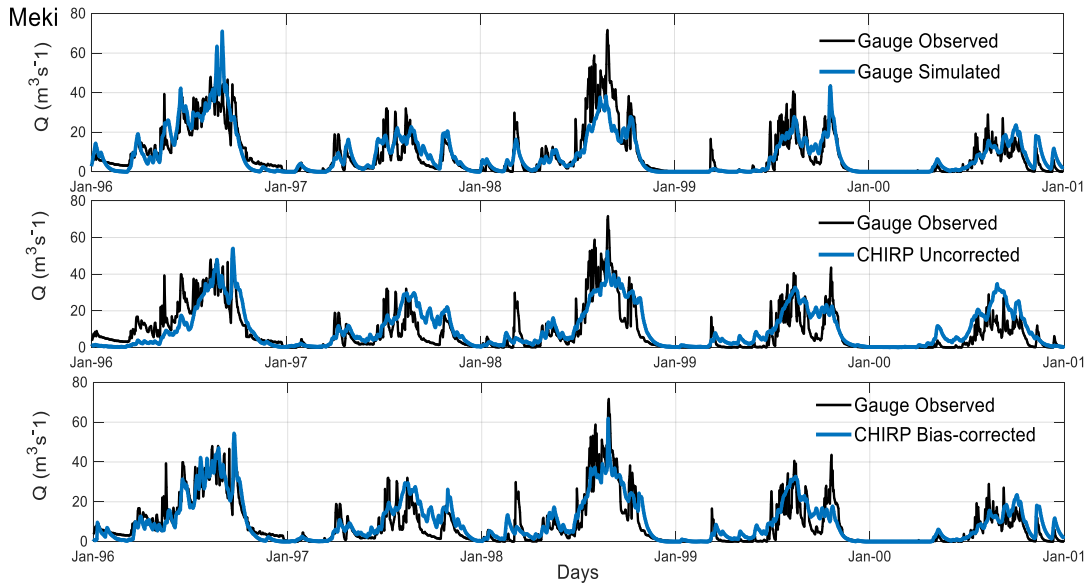 Meki
80
60
40
20
0
Q (m³s-1)
Gauge Observed
Gauge Simulated
Jan-96 Jan-97 Jan-98 Jan-99 Jan-00 Jan-01
80
60
40
20
0
Q (m³s-1)
Gauge Observed
CHIRP Uncorrected
Jan-96 Jan-97 Jan-98 Jan-99 Jan-00 Jan-01
80
60
40
20
0
Q (m³s-1)
Gauge Observed
CHIRP Bias-corrected
Jan-96 Jan-97 Jan-98 Jan-99 Jan-00 Jan-01
Days